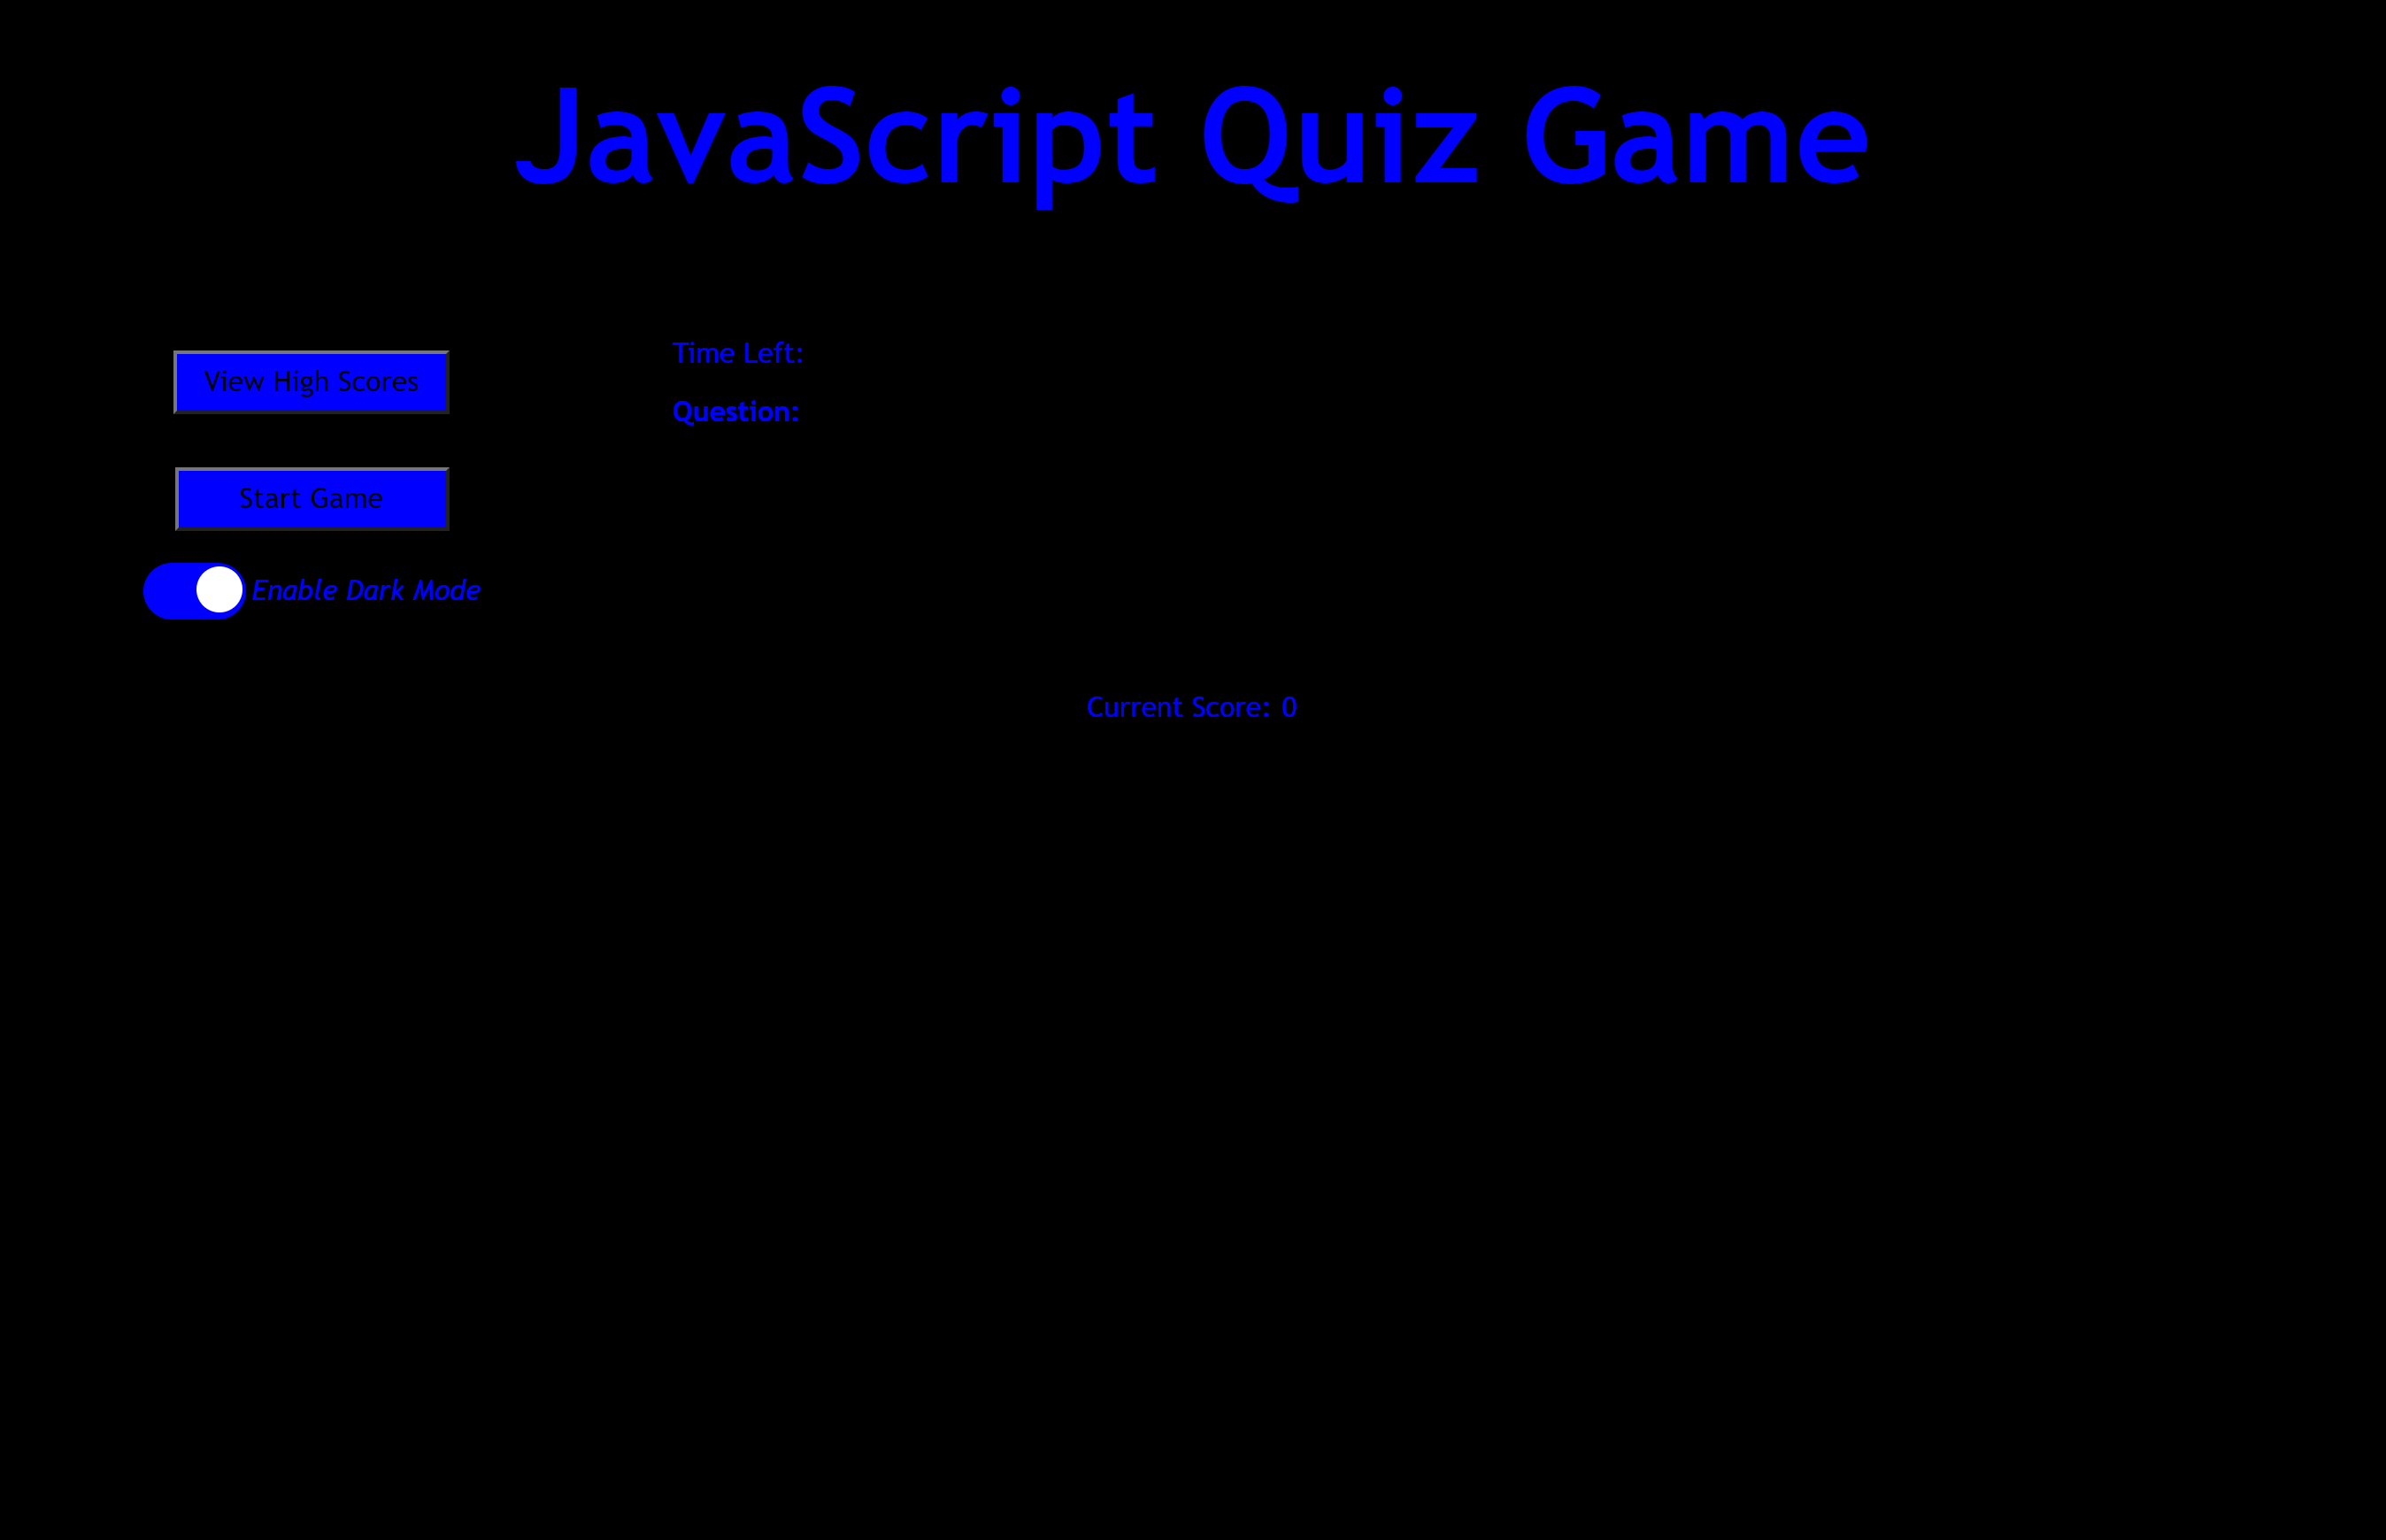 JavaScript Quiz Game
View High Scores
Start Game
Enable Dark Mode
Time Left:
Question:
Current Score: 0